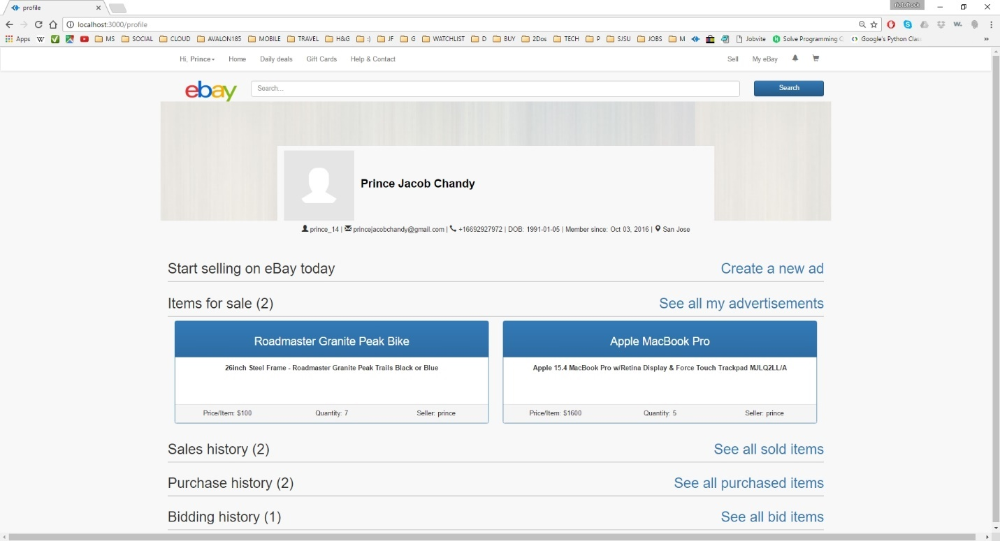 profile
notafrock
localhost:3000/profile
Apps MS SOCIAL CLOUD AVALON185 MOBILE TRAVEL H&G :) JF G WATCHLIST D BUY 2Dos TECH P SJSU JOBS M Jobvite Solve Programming C Google's Python Clas »
Hi, Prince Home Daily deals Gift Cards Help & Contact Sell My eBay
ebay Search... Search
Prince Jacob Chandy
prince_14 | princejacobchandy@gmail.com | +16692927972 | DOB: 1991-01-05 | Member since: Oct 03, 2016 | San Jose
Start selling on eBay today Create a new ad
Items for sale (2) See all my advertisements
Roadmaster Granite Peak Bike Apple MacBook Pro
26inch Steel Frame - Roadmaster Granite Peak Trails Black or Blue Apple 15.4 MacBook Pro w/Retina Display & Force Touch Trackpad MJLQ2LL/A
Price/Item: $100 Quantity: 7 Seller: prince Price/Item: $1600 Quantity: 5 Seller: prince
Sales history (2) See all sold items
Purchase history (2) See all purchased items
Bidding history (1) See all bid items